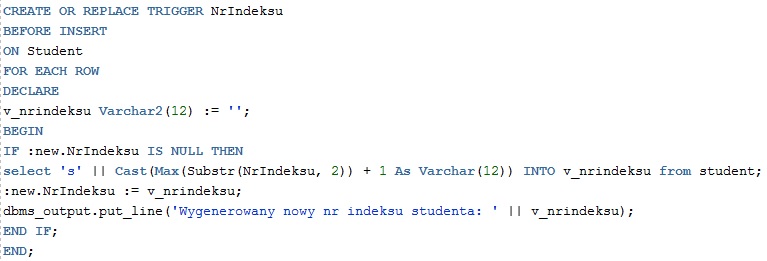 CREATE OR REPLACE TRIGGER NrIndeksu
BEFORE INSERT
ON Student
FOR EACH ROW
DECLARE
v_nrindeksu Varchar2(12) := '';
BEGIN
IF :new.NrIndeksu IS NULL THEN
select 's' || Cast(Max(Substr(NrIndeksu, 2)) + 1 As Varchar(12)) INTO v_nrindeksu from student;
:new.NrIndeksu := v_nrindeksu;
dbms_output.put_line('Wygenerowany nowy nr indeksu studenta: ' || v_nrindeksu);
END IF;
END;